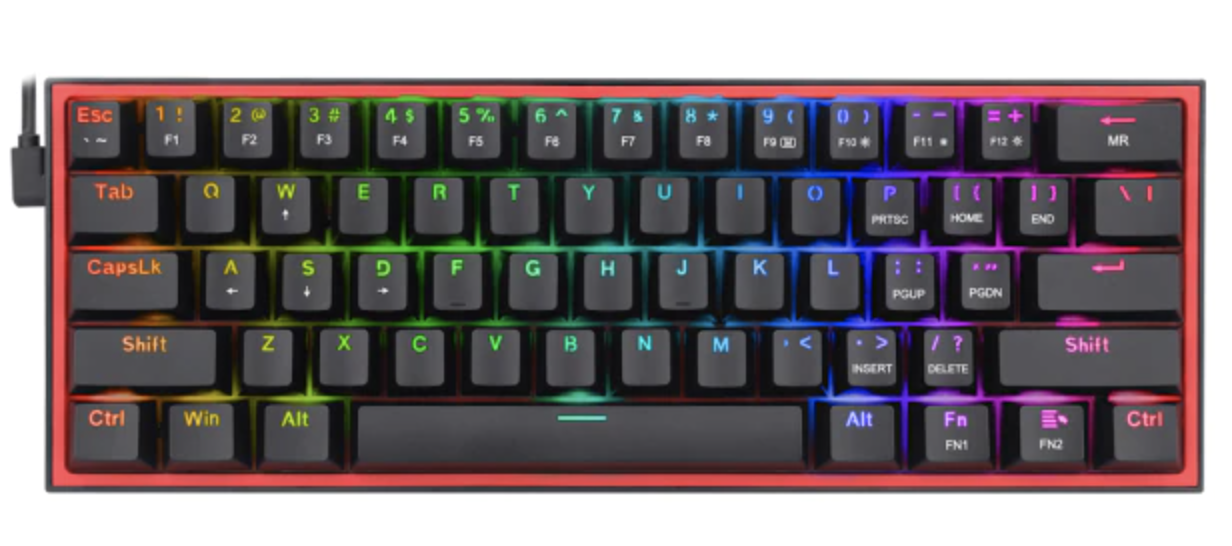 Esc 1 ! 2 @ 3 # 4 $ 5 % 6 ^ 7 & 8 * 9 ( 0 ) - − = + ←
` ~ F1 F2 F3 F4 F5 F6 F7 F8 F9 F10 F11 F12 MR
Tab Q W E R T Y U I O P [ { ] } \ |
↑ PRTSC HOME END
CapsLk A S D F G H J K L ; : ' " ↵
← ↓ → PGUP PGDN
Shift Z X C V B N M , < . > / ? Shift
INSERT DELETE
Ctrl Win Alt Alt Fn Ctrl
FN1 FN2